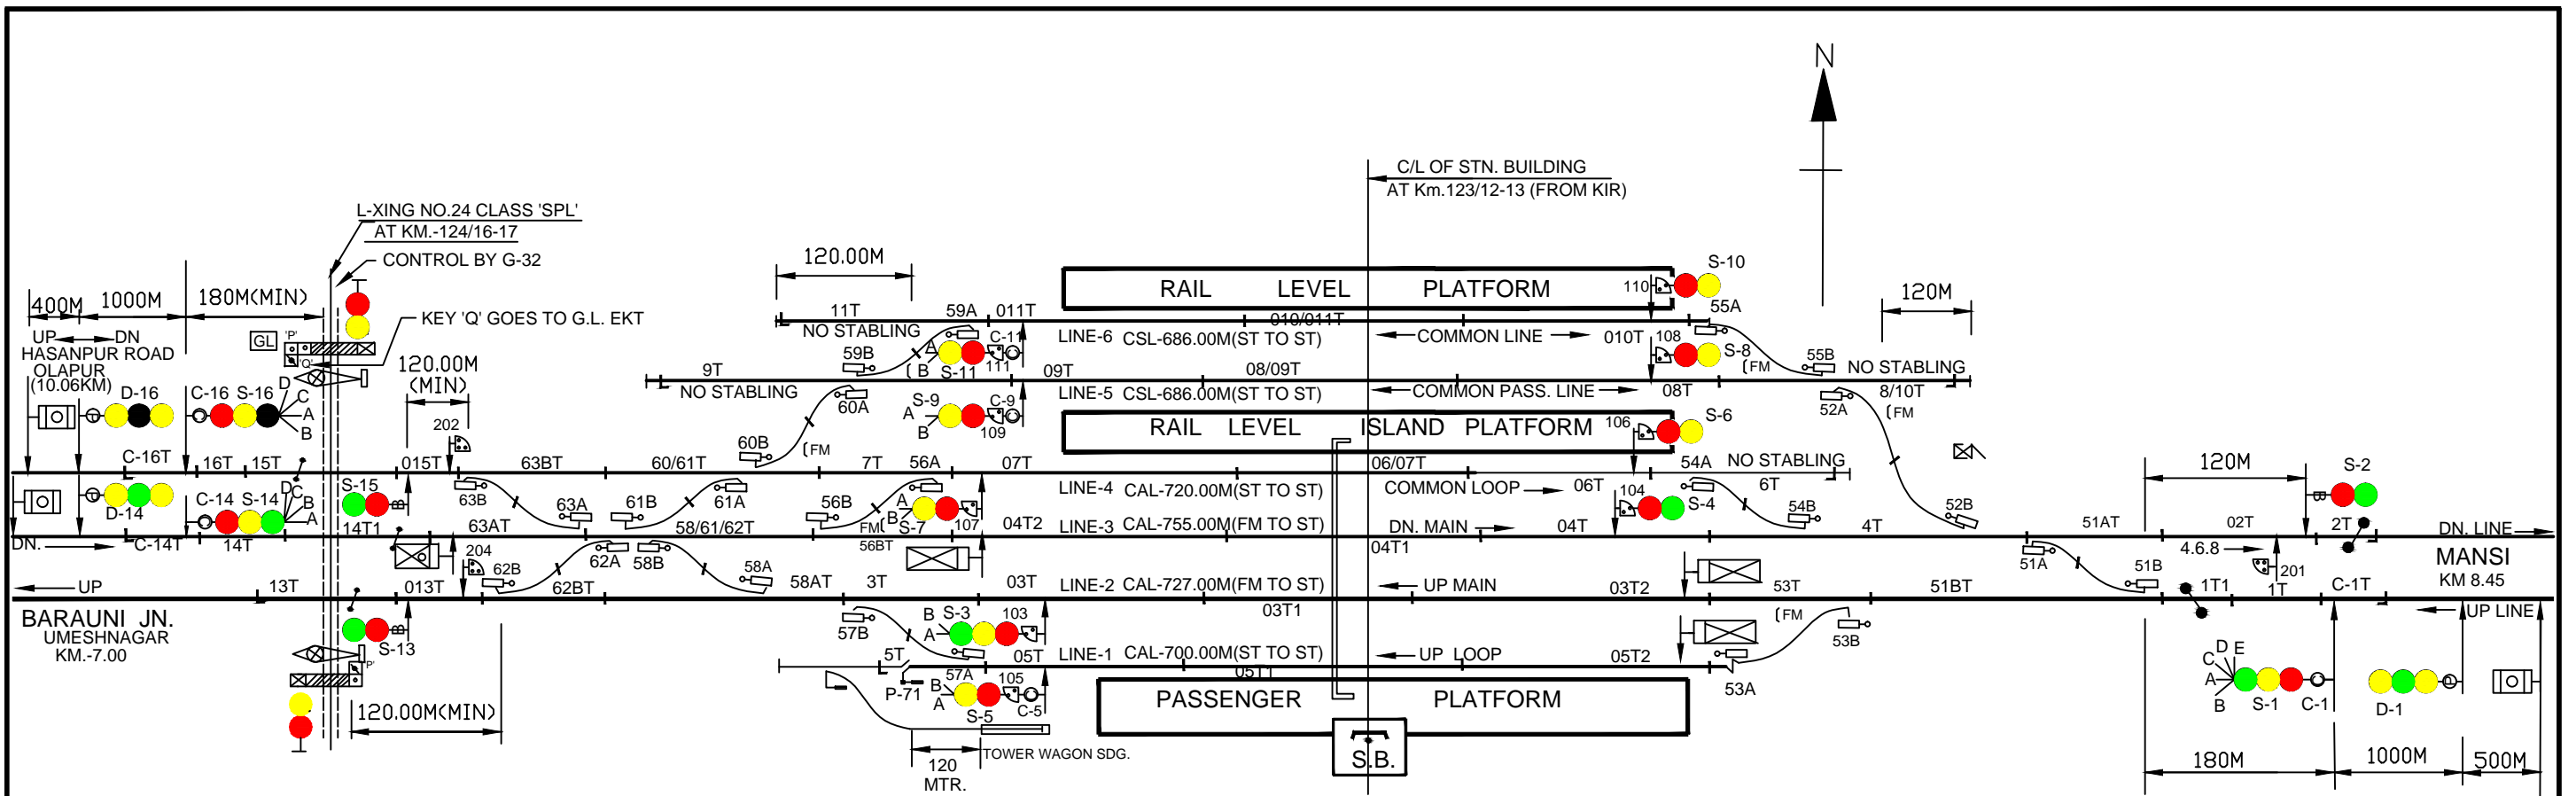 N
C/L OF STN. BUILDING
AT Km.123/12-13 (FROM KIR)
L-XING NO.24 CLASS 'SPL'
AT KM.-124/16-17
CONTROL BY G-32
120.00M
RAIL LEVEL PLATFORM
S-10
110
55A
120M
400M
1000M
180M(MIN)
KEY 'Q' GOES TO G.L. EKT
GL
'P'
'Q'
UP DN
HASANPUR ROAD
OLAPUR
(10.06KM)
11T
59A
011T
NO STABLING
LINE-6 CSL-686.00M(ST TO ST)
010/011T
COMMON LINE
010T
108
S-8
(FM
55B
NO STABLING
120.00M
(MIN)
59B
A
(B
S-11
C-11
111
9T
NO STABLING
09T
08/09T
LINE-5 CSL-686.00M(ST TO ST)
COMMON PASS. LINE
08T
8/10T
(FM
D-16
C-16
S-16
D
C
A
B
60A
S-9
A
B
C-9
109
52A
RAIL LEVEL ISLAND PLATFORM
106
S-6
202
60B
(FM
C-16T
16T
15T
015T
63BT
60/61T
7T
56A
07T
06/07T
54A
NO STABLING
120M
S-2
B
D-14
C-14
S-14
D
C
B
A
S-15
B
63B
63A
61B
61A
56B
A
B
S-7
107
LINE-4 CAL-720.00M(ST TO ST)
COMMON LOOP
06T
104
S-4
6T
54B
52B
DN.
C-14T
14T
14T1
63AT
58/61/62T
FM(
56BT
04T2
LINE-3 CAL-755.00M(FM TO ST)
DN. MAIN
04T
04T1
4T
51AT
02T
2T
DN. LINE
4.6.8
MANSI
KM 8.45
204
62B
62A
58B
58A
51A
51B
201
UP
13T
013T
62BT
58AT
3T
03T
LINE-2 CAL-727.00M(FM TO ST)
03T1
UP MAIN
03T2
53T
51BT
1T1
1T
C-1T
UP LINE
BARAUNI JN.
UMESHNAGAR
KM.-7.00
B
S-13
'P'
57B
B
A
S-3
103
(FM
53B
5T
05T
LINE-1 CAL-700.00M(ST TO ST)
05T1
UP LOOP
05T2
53A
P-71
57A
B
A
S-5
105
C-5
PASSENGER PLATFORM
A
B
C
D
E
S-1
C-1
D-1
120.00M(MIN)
120
MTR.
TOWER WAGON SDG.
S.B.
180M
1000M
500M